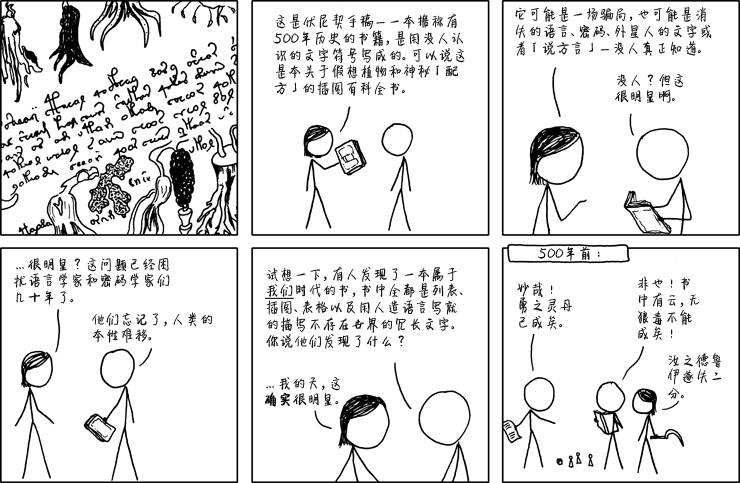 这是伏尼契手稿——一本据称有
500年历史的书籍，是用没人认
识的文字符号写成的。可以说这
是本关于假想植物和神秘「配
方」的插图百科全书。
它可能是一场骗局，也可能是消
失的语言、密码、外星人的文字或
者「说方言」—没人真正知道。
没人？但这
很明显啊。
…很明显？这问题已经困
扰语言学家和密码学家们
几十年了。
他们忘记了，人类的
本性难移。
试想一下，有人发现了一本属于
我们时代的书，书中全都是列表、
插图、表格以及用人造语言写就
的描写不存在世界的冗长文字。
你说他们发现了什么？
…我的天，这
确实很明显。
500年前：
妙哉！
勇之灵丹
已成矣。
非也！书
中有云，无
狼毒不能
成矣！
汝之德鲁
伊遂失二
分。